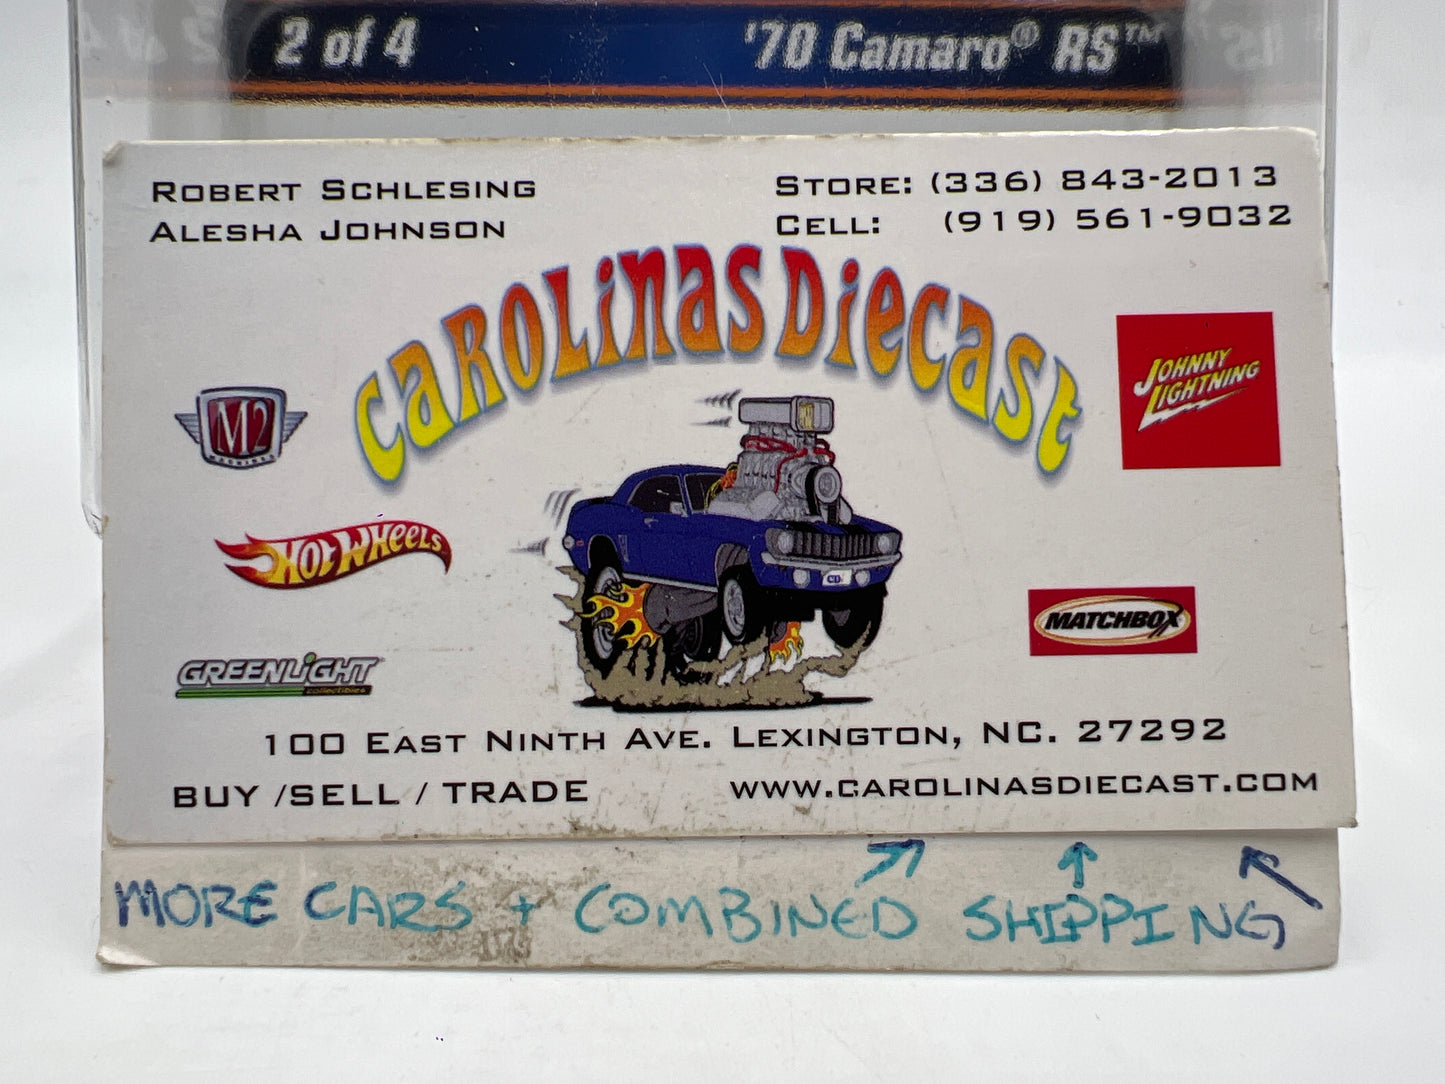 2 of 4 '70 Camaro® RS™
ROBERT SCHLESING
ALESHA JOHNSON
STORE: (336) 843-2013
CELL: (919) 561-9032
CAROLINAS DIECAST
M2
MACHINES
JOHNNY
LIGHTNING
HOT WHEELS
MATCHBOX
GREENLIGHT
collectibles
100 EAST NINTH AVE. LEXINGTON, NC. 27292
BUY /SELL / TRADE
WWW.CAROLINASDIECAST.COM
MORE CARS + COMBINED SHIPPING